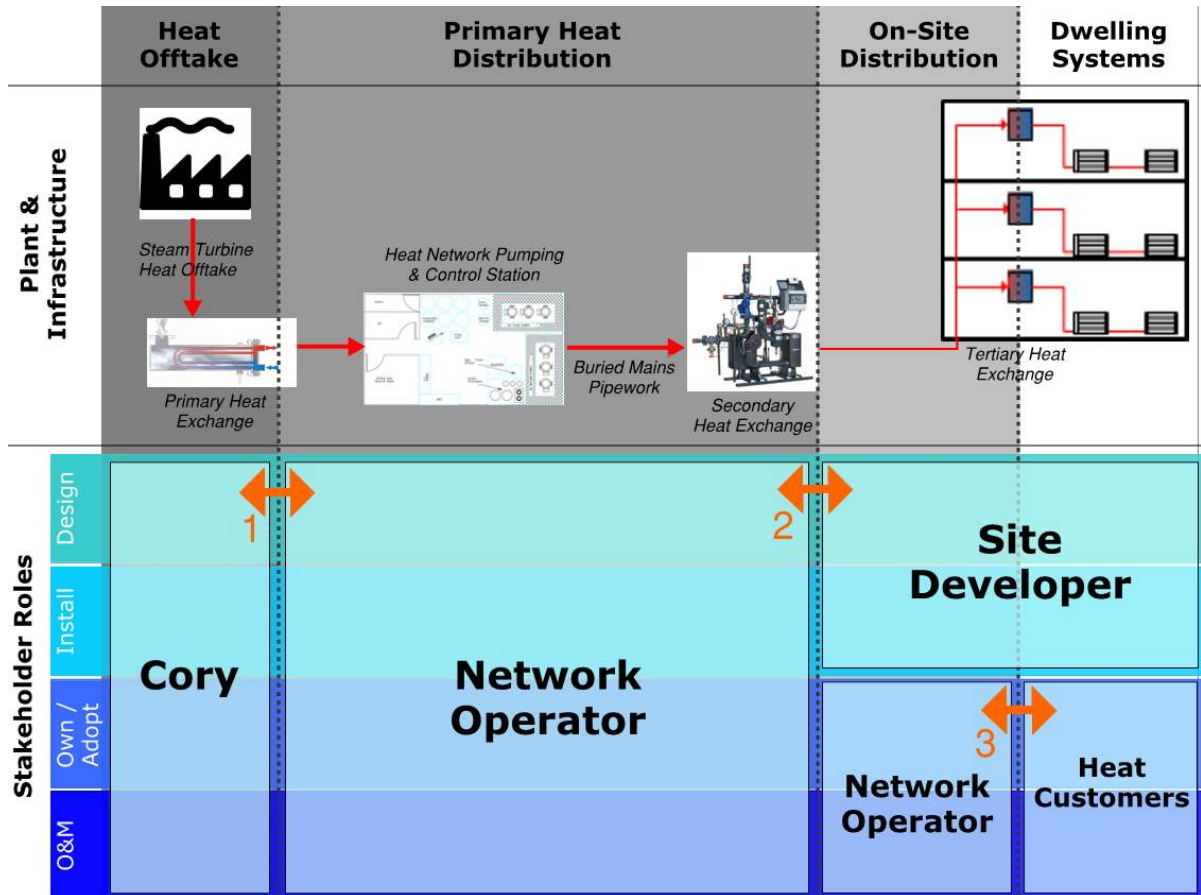 Heat
Offtake
Primary Heat
Distribution
On-Site
Distribution
Dwelling
Systems
Plant &
Infrastructure
Steam Turbine
Heat Offtake
Heat Network Pumping
& Control Station
Primary Heat
Exchange
Buried Mains
Pipework
Secondary
Heat Exchange
Tertiary Heat
Exchange
Stakeholder Roles
Design
Install
Own /
Adopt
O&M
1
2
3
Cory
Network
Operator
Site
Developer
Network
Operator
Heat
Customers